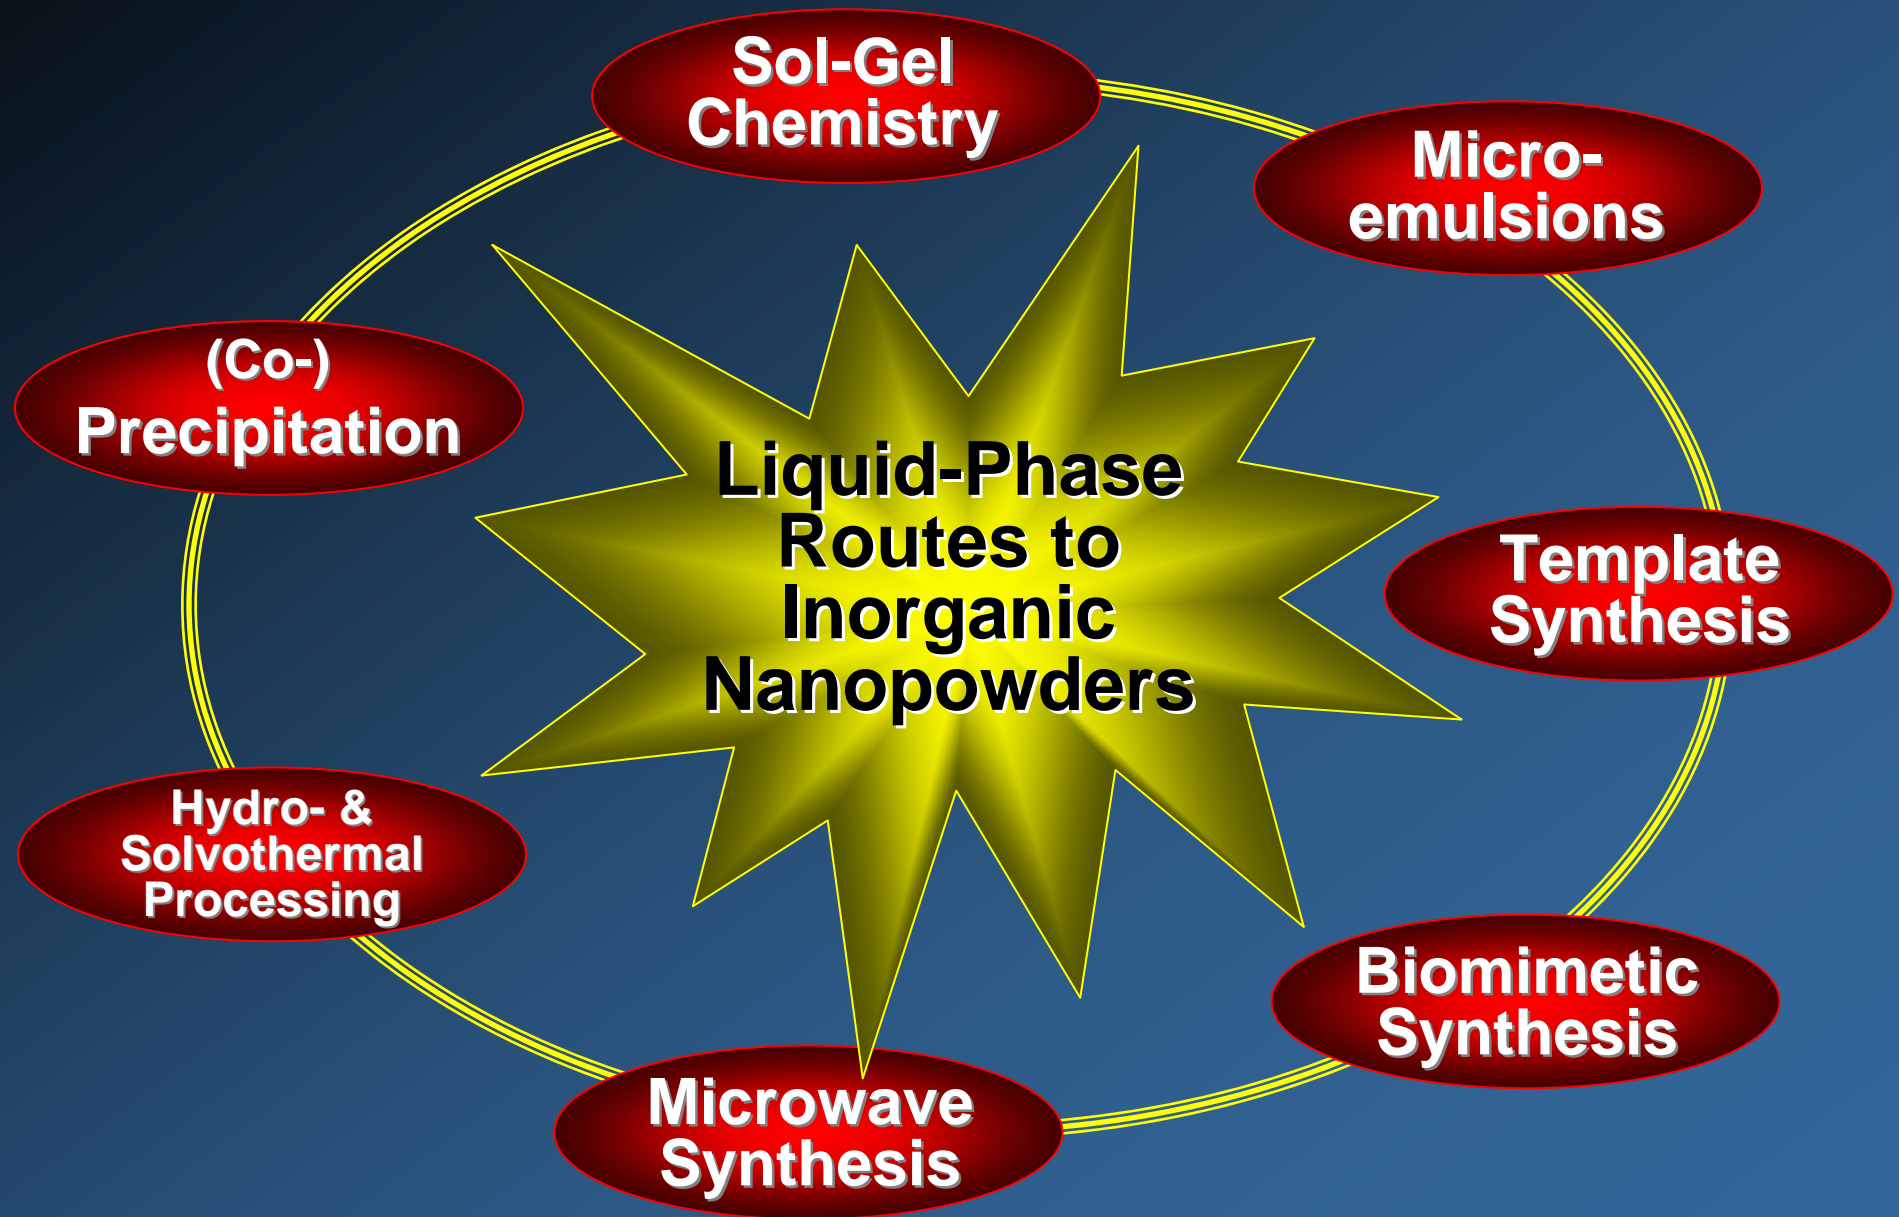 Sol-Gel
Chemistry
Micro-
emulsions
(Co-)
Precipitation
Liquid-Phase
Routes to
Inorganic
Nanopowders
Template
Synthesis
Hydro- &
Solvothermal
Processing
Biomimetic
Synthesis
Microwave
Synthesis